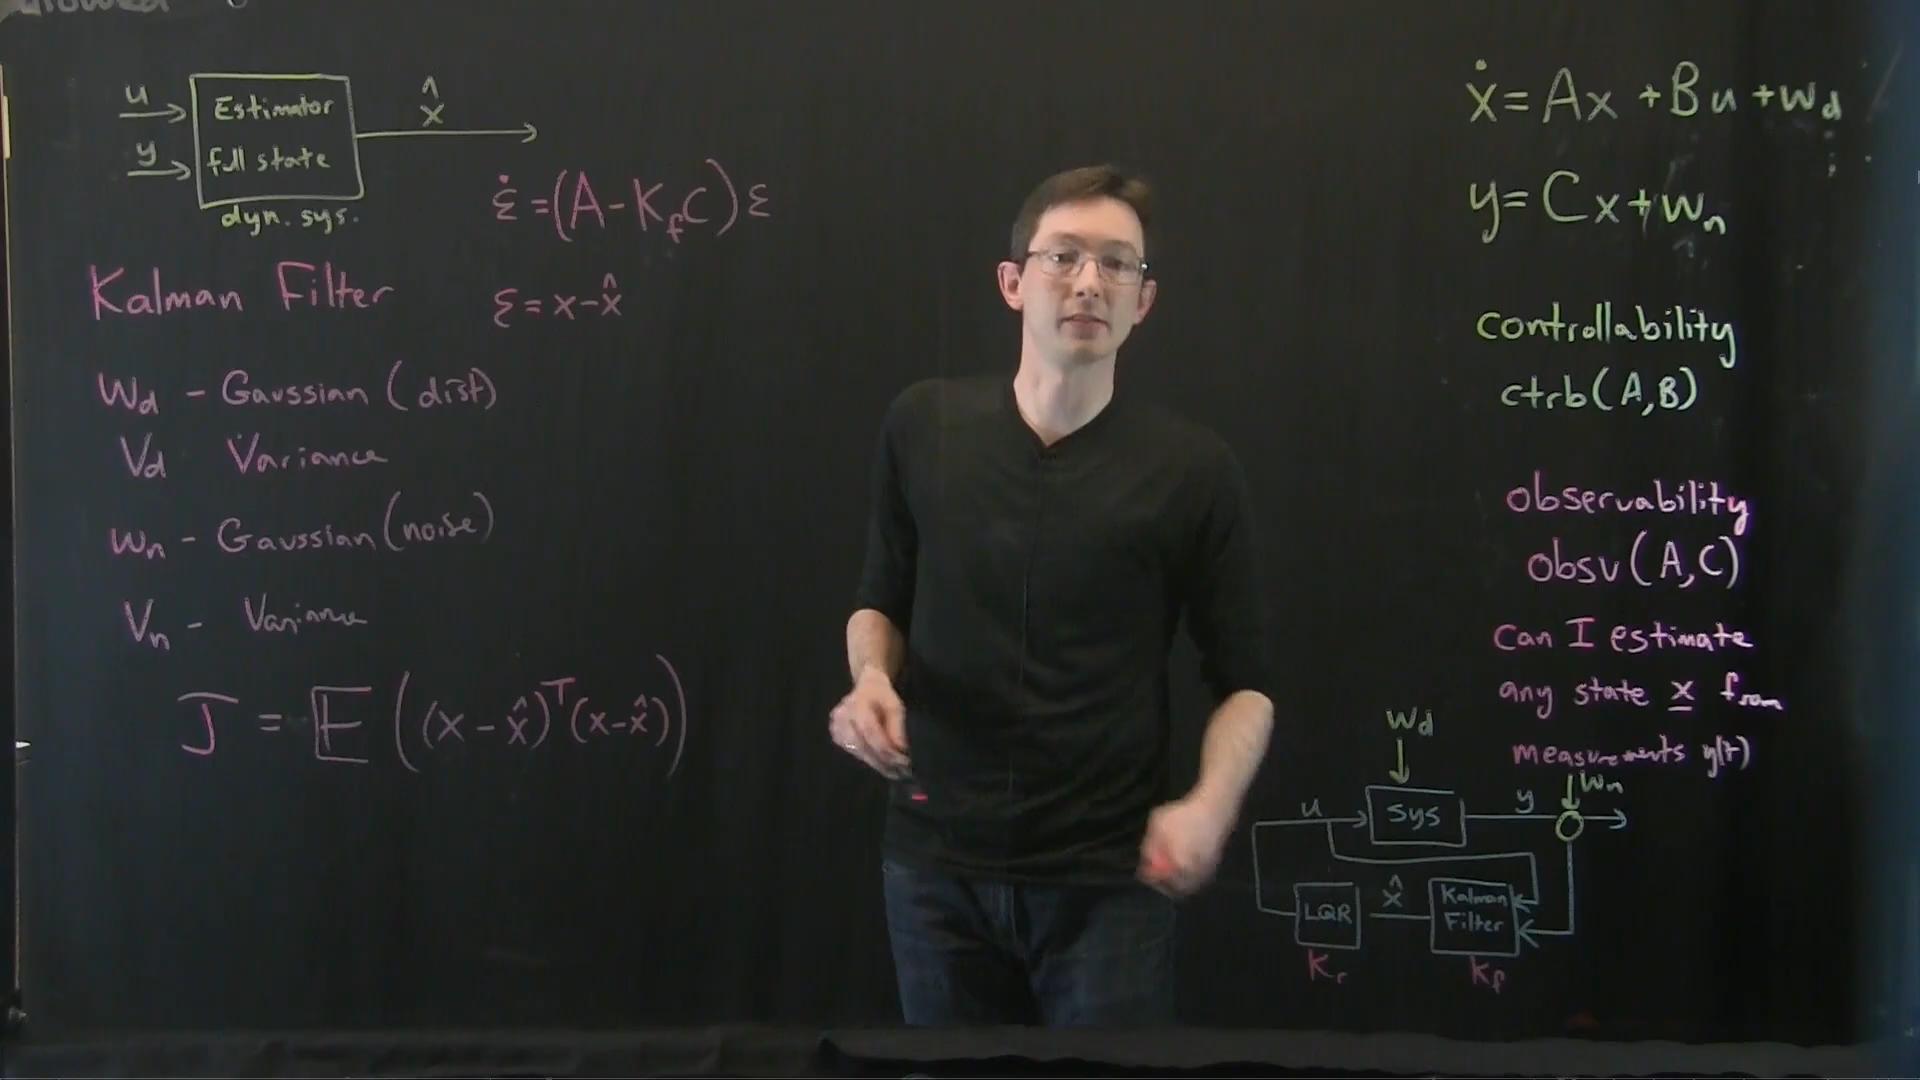 u
y
Estimator
full state
dyn. sys.
x̂
ε̇ = (A - K_f C) ε
Kalman Filter
ε = x - x̂
w_d - Gaussian (dist)
V_d Variance
w_n - Gaussian (noise)
V_n - Variance
J = 𝔼 ((x - x̂)^T (x - x̂))
ẋ = Ax + Bu + w_d
y = Cx + w_n
controllability
ctrb(A,B)
observability
obsv(A,C)
can I estimate
any state x from
measurements y(t)
w_d
w_n
u
sys
y
LQR
x̂
Kalman
Filter
K_r
K_f